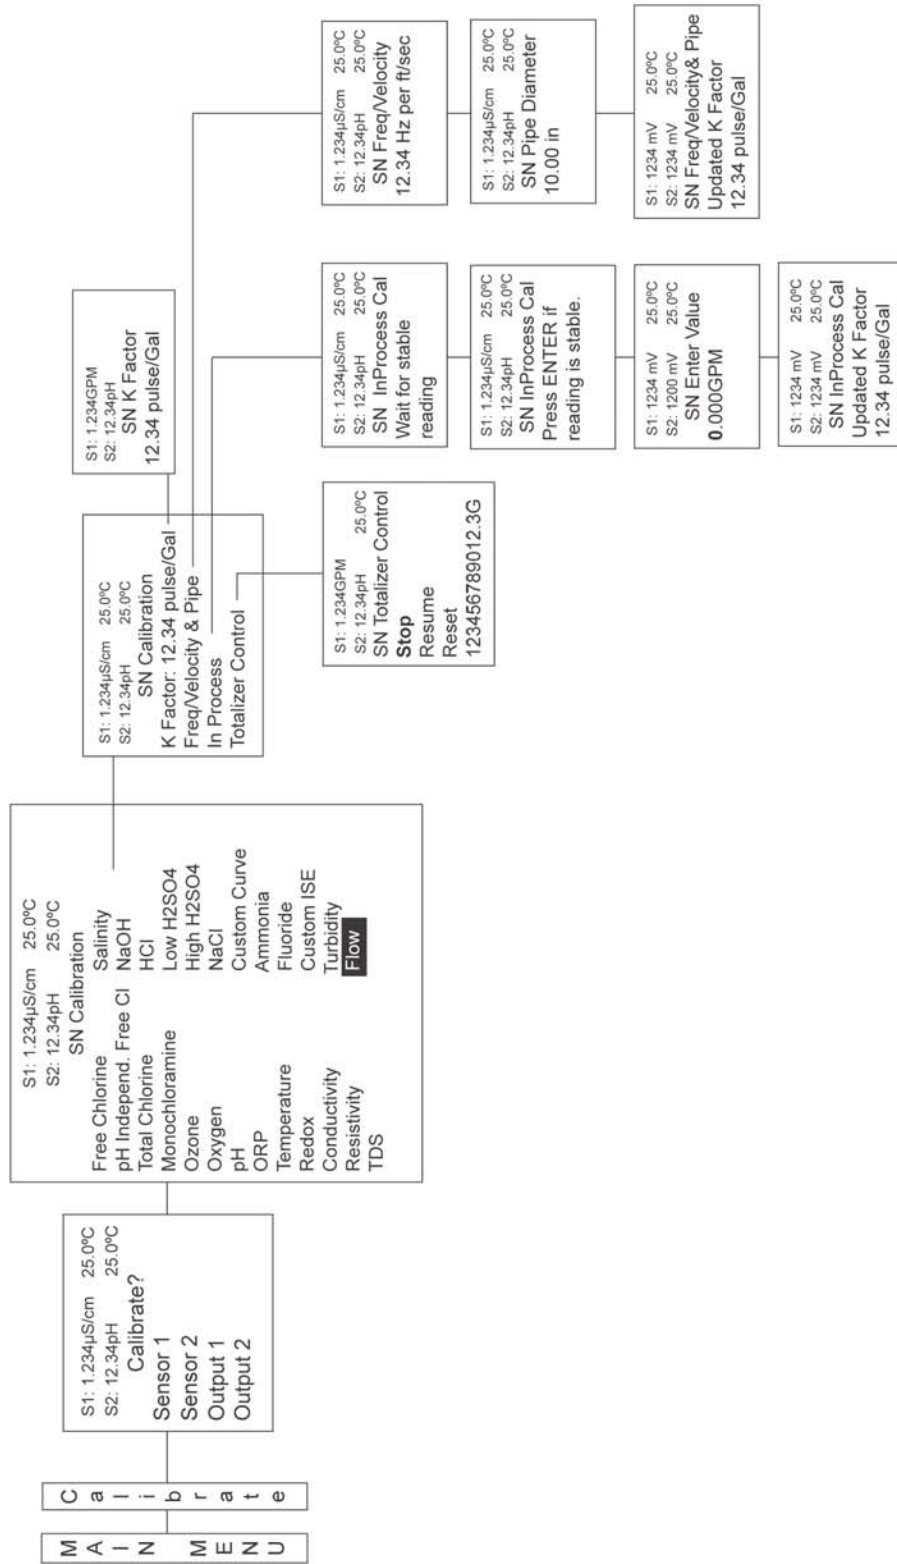 MAIN MENU
Calibrate
S1: 1.234µS/cm 25.0ºC
S2: 12.34pH 25.0ºC
Calibrate?
Sensor 1
Sensor 2
Output 1
Output 2
S1: 1.234µS/cm 25.0ºC
S2: 12.34pH 25.0ºC
SN Calibration
Free Chlorine Salinity
pH Independ. Free Cl NaOH
Total Chlorine HCl
Monochloramine Low H2SO4
Ozone High H2SO4
Oxygen NaCl
pH Custom Curve
ORP Ammonia
Temperature Fluoride
Redox Custom ISE
Conductivity Turbidity
Resistivity Flow
TDS
S1: 1.234µS/cm 25.0ºC
S2: 12.34pH 25.0ºC
SN Calibration
K Factor: 12.34 pulse/Gal
Freq/Velocity & Pipe
In Process
Totalizer Control
S1: 1.234GPM
S2: 12.34pH
SN K Factor
12.34 pulse/Gal
S1: 1.234GPM
S2: 12.34pH 25.0ºC
SN Totalizer Control
Stop
Resume
Reset
123456789012.3G
S1: 1.234µS/cm 25.0ºC
S2: 12.34pH 25.0ºC
SN InProcess Cal
Wait for stable
reading
S1: 1.234µS/cm 25.0ºC
S2: 12.34pH 25.0ºC
SN InProcess Cal
Press ENTER if
reading is stable.
S1: 1234 mV 25.0ºC
S2: 1200 mV 25.0ºC
SN Enter Value
0.000GPM
S1: 1234 mV 25.0ºC
S2: 1234 mV 25.0ºC
SN InProcess Cal
Updated K Factor
12.34 pulse/Gal
S1: 1.234µS/cm 25.0ºC
S2: 12.34pH 25.0ºC
SN Freq/Velocity
12.34 Hz per ft/sec
S1: 1.234µS/cm 25.0ºC
S2: 12.34pH 25.0ºC
SN Pipe Diameter
10.00 in
S1: 1234 mV 25.0ºC
S2: 1234 mV 25.0ºC
SN Freq/Velocity& Pipe
Updated K Factor
12.34 pulse/Gal